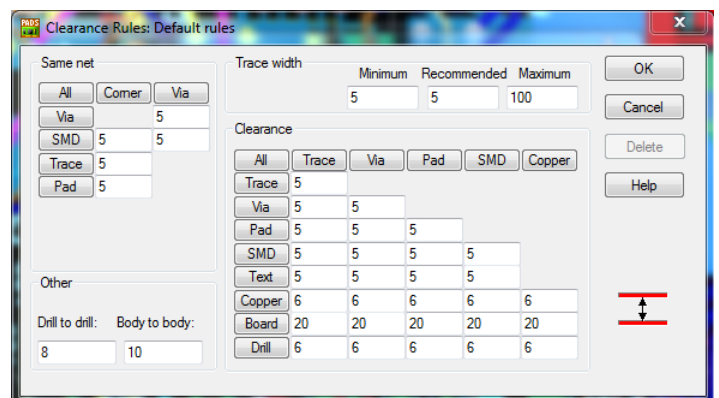 PADS
Clearance Rules: Default rules
x
Same net
All Corner Via
Via 5
SMD 5 5
Trace 5
Pad 5
Other
Drill to drill: Body to body:
8 10
Trace width
Minimum Recommended Maximum
5 5 100
Clearance
All Trace Via Pad SMD Copper
Trace 5
Via 5 5
Pad 5 5 5
SMD 5 5 5 5
Text 5 5 5 5
Copper 6 6 6 6 6
Board 20 20 20 20 20
Drill 6 6 6 6 6
OK
Cancel
Delete
Help